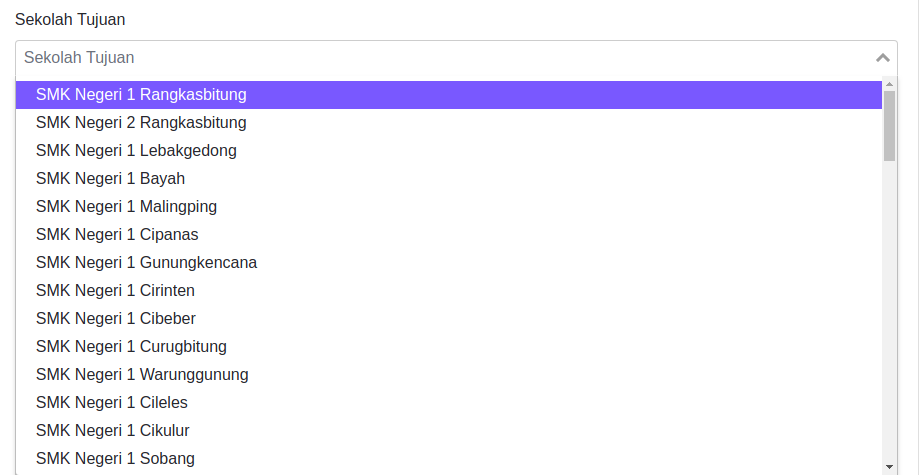 Sekolah Tujuan
Sekolah Tujuan
SMK Negeri 1 Rangkasbitung
SMK Negeri 2 Rangkasbitung
SMK Negeri 1 Lebakgedong
SMK Negeri 1 Bayah
SMK Negeri 1 Malingping
SMK Negeri 1 Cipanas
SMK Negeri 1 Gunungkencana
SMK Negeri 1 Cirinten
SMK Negeri 1 Cibeber
SMK Negeri 1 Curugbitung
SMK Negeri 1 Warunggunung
SMK Negeri 1 Cileles
SMK Negeri 1 Cikulur
SMK Negeri 1 Sobang